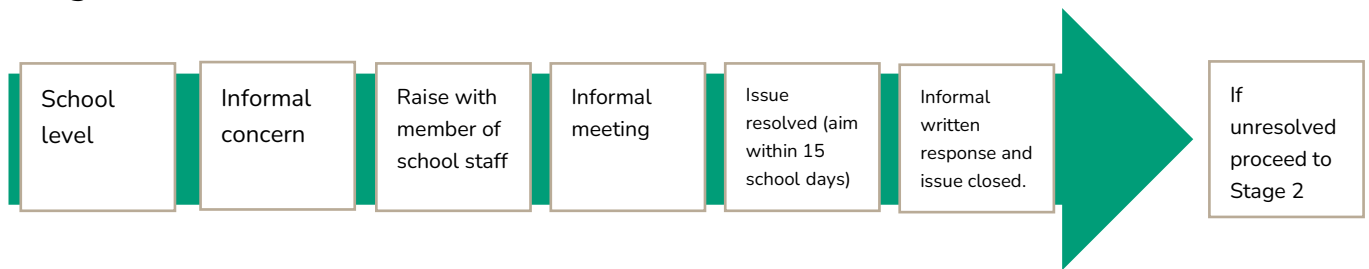 School
level
Informal
concern
Raise with
member of
school staff
Informal
meeting
Issue
resolved (aim
within 15
school days)
Informal
written
response and
issue closed.
If
unresolved
proceed to
Stage 2